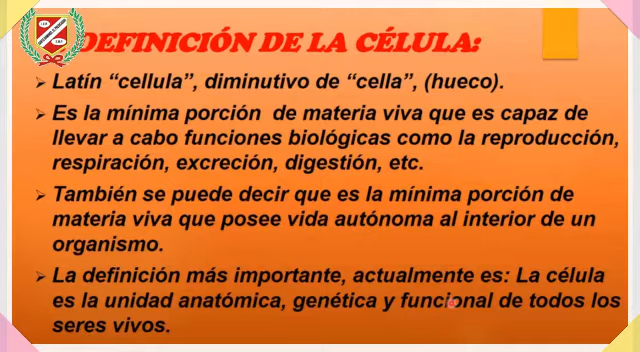 DEFINICIÓN DE LA CÉLULA:
➢ Latín “cellula”, diminutivo de “cella”, (hueco).
➢ Es la mínima porción de materia viva que es capaz de
llevar a cabo funciones biológicas como la reproducción,
respiración, excreción, digestión, etc.
➢ También se puede decir que es la mínima porción de
materia viva que posee vida autónoma al interior de un
organismo.
➢ La definición más importante, actualmente es: La célula
es la unidad anatómica, genética y funcional de todos los
seres vivos.